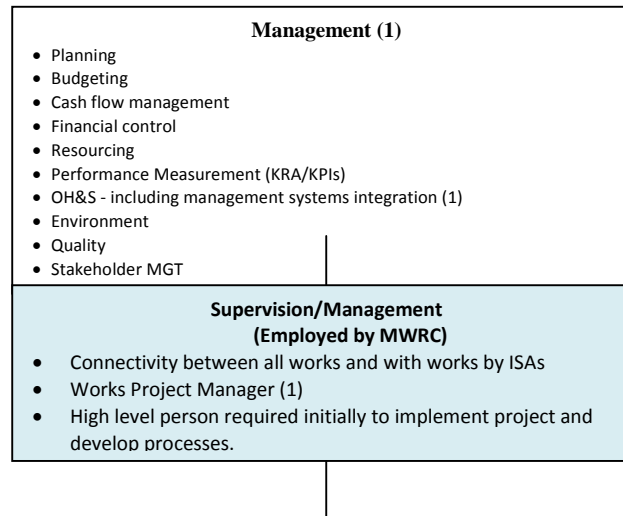 Management (1)
• Planning
• Budgeting
• Cash flow management
• Financial control
• Resourcing
• Performance Measurement (KRA/KPIs)
• OH&S - including management systems integration (1)
• Environment
• Quality
• Stakeholder MGT
Supervision/Management
(Employed by MWRC)
• Connectivity between all works and with works by ISAs
• Works Project Manager (1)
• High level person required initially to implement project and
develop processes.